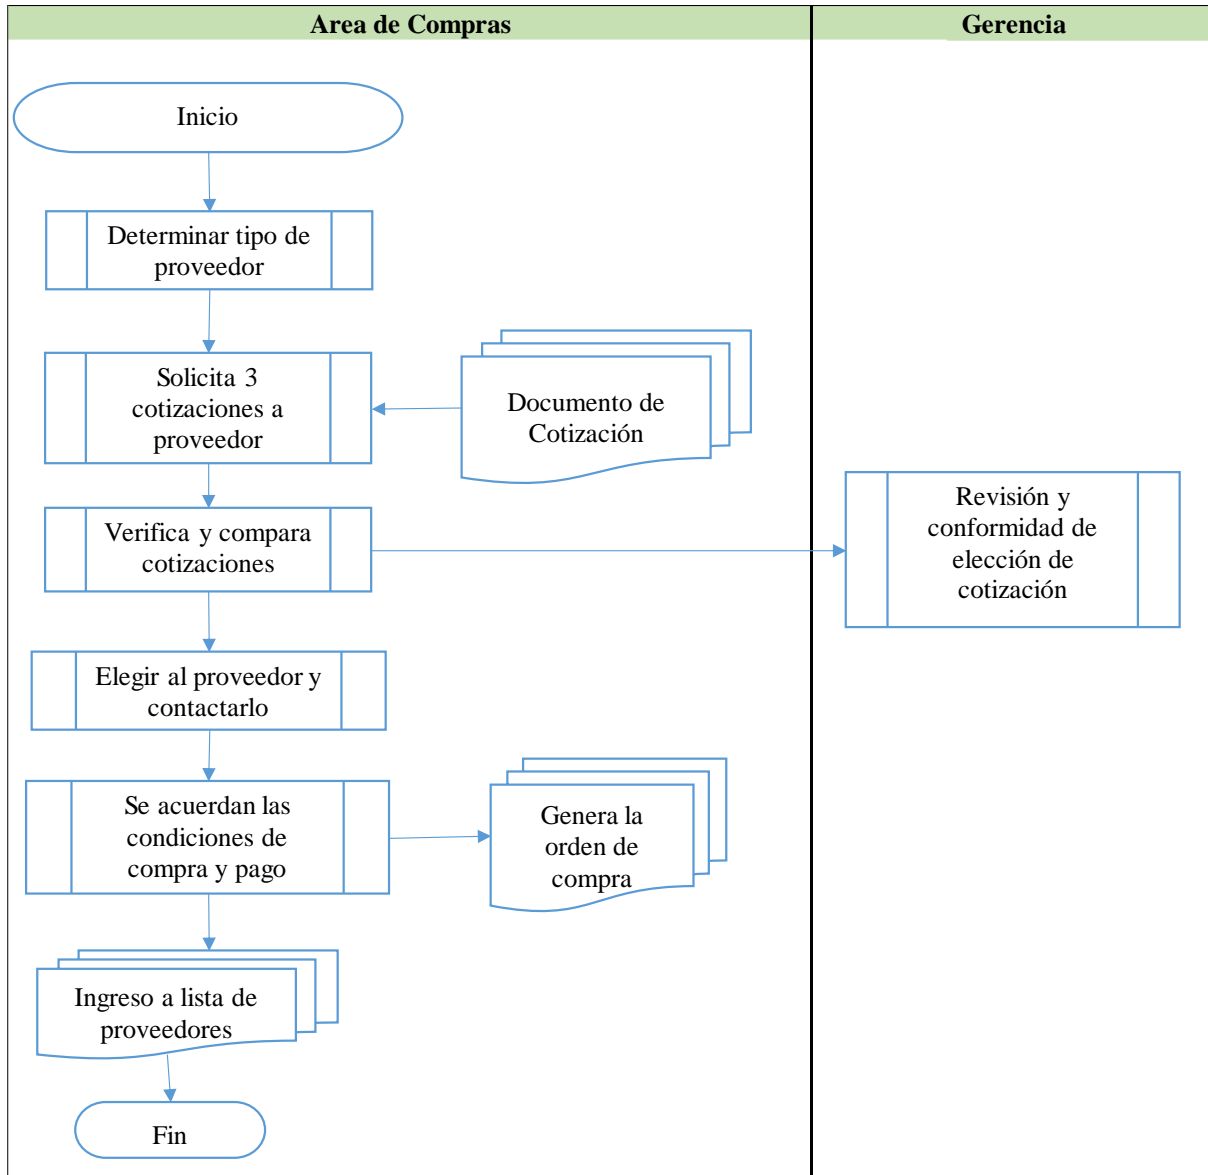 Area de Compras
Gerencia
Inicio
Determinar tipo de
proveedor
Solicita 3
cotizaciones a
proveedor
Documento de
Cotización
Verifica y compara
cotizaciones
Revisión y
conformidad de
elección de
cotización
Elegir al proveedor y
contactarlo
Se acuerdan las
condiciones de
compra y pago
Genera la
orden de
compra
Ingreso a lista de
proveedores
Fin